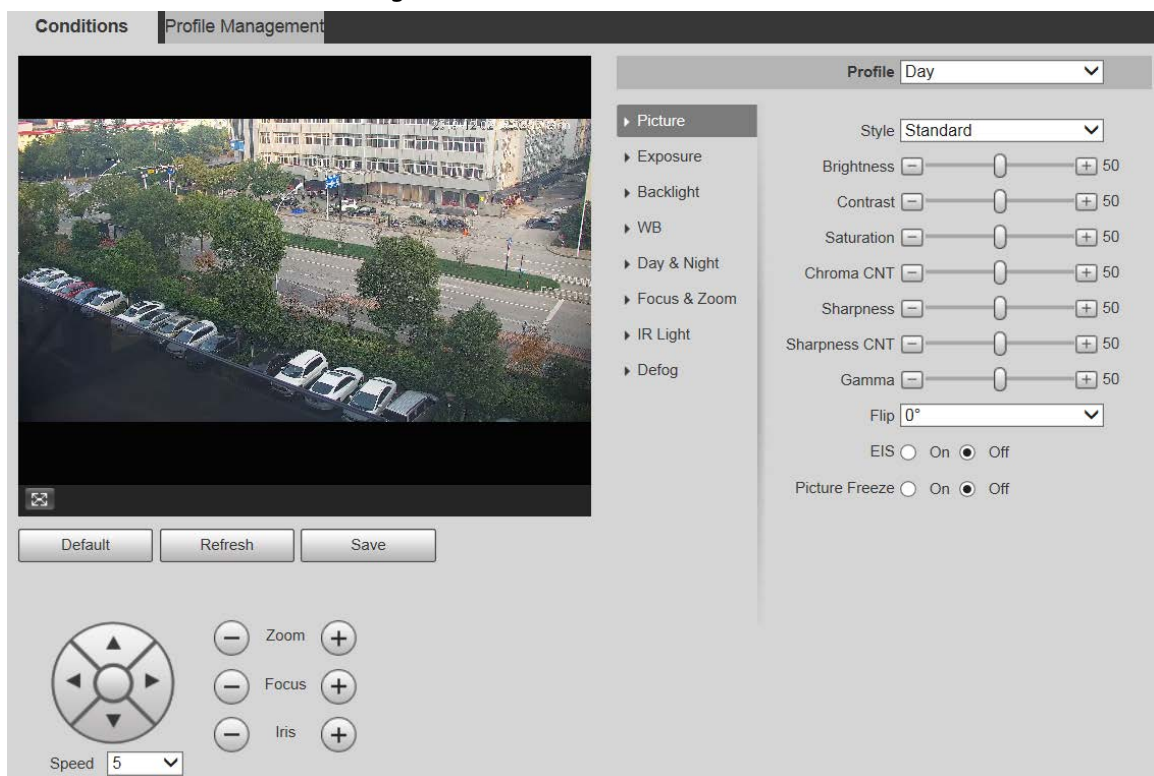 Conditions
Profile Management
Profile Day
Picture
Exposure
Backlight
WB
Day & Night
Focus & Zoom
IR Light
Defog
Style Standard
Brightness 50
Contrast 50
Saturation 50
Chroma CNT 50
Sharpness 50
Sharpness CNT 50
Gamma 50
Flip 0°
EIS On Off
Picture Freeze On Off
Default
Refresh
Save
Zoom
Focus
Iris
Speed 5